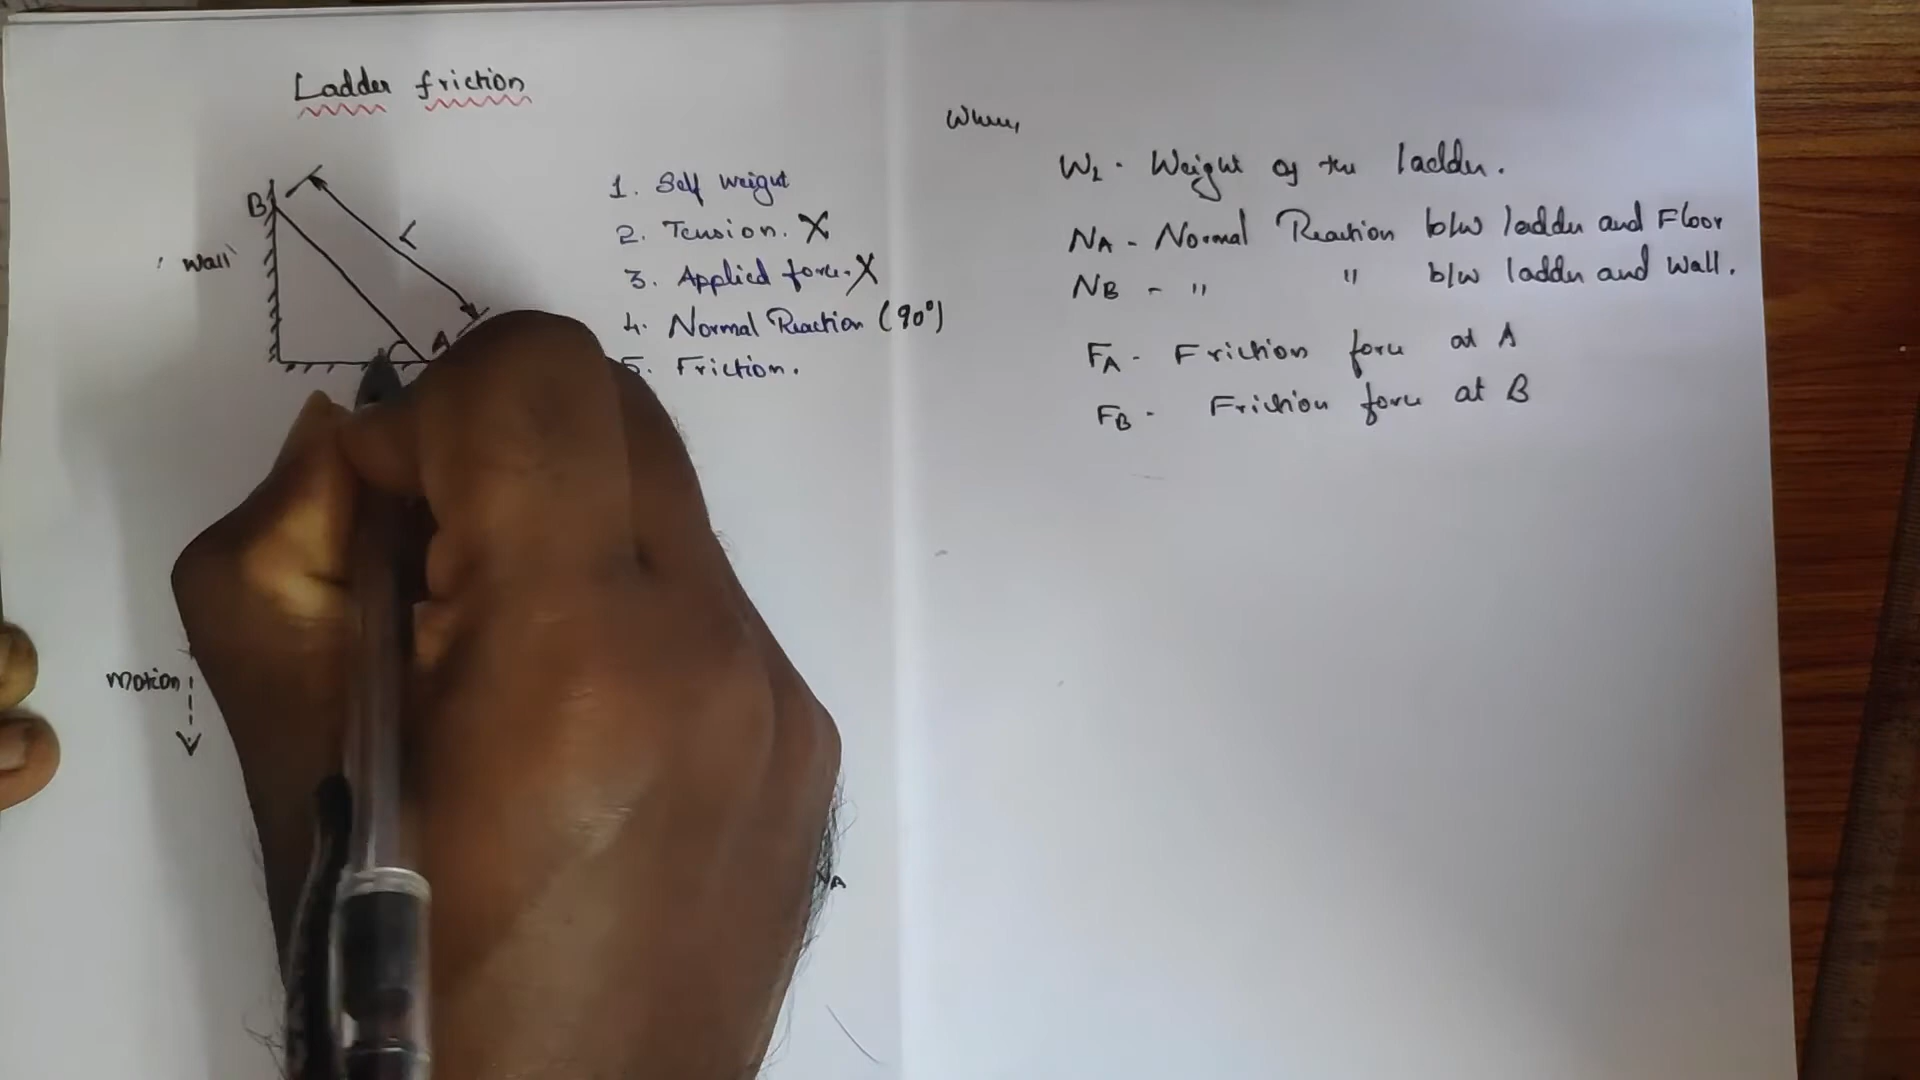 Ladder friction
B
L
Wall
A
1. Self weight
2. Tension. X
3. Applied force. X
4. Normal Reaction (90°)
5. Friction.
Motion
A
When,
WL - Weight of the ladder.
NA - Normal Reaction b/w ladder and Floor
NB - " " b/w ladder and Wall.
FA - Friction force at A
FB - Friction force at B